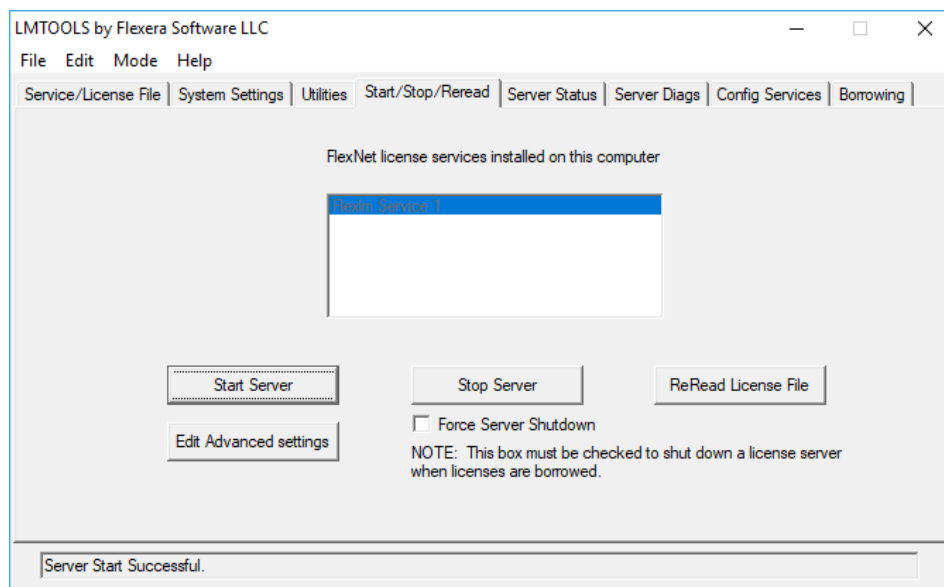 LMTOOLS by Flexera Software LLC
File Edit Mode Help
Service/License File System Settings Utilities Start/Stop/Reread Server Status Server Diags Config Services Borrowing
FlexNet license services installed on this computer
Flexlm Service 1
Start Server Stop Server ReRead License File
Force Server Shutdown
Edit Advanced settings
NOTE: This box must be checked to shut down a license server
when licenses are borrowed.
Server Start Successful.